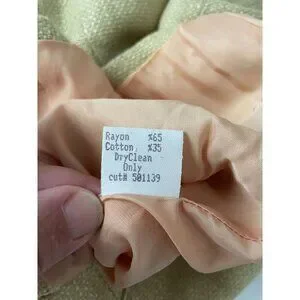 Rayon %65
Cotton, %35
DryClean
Only
cut# 501139